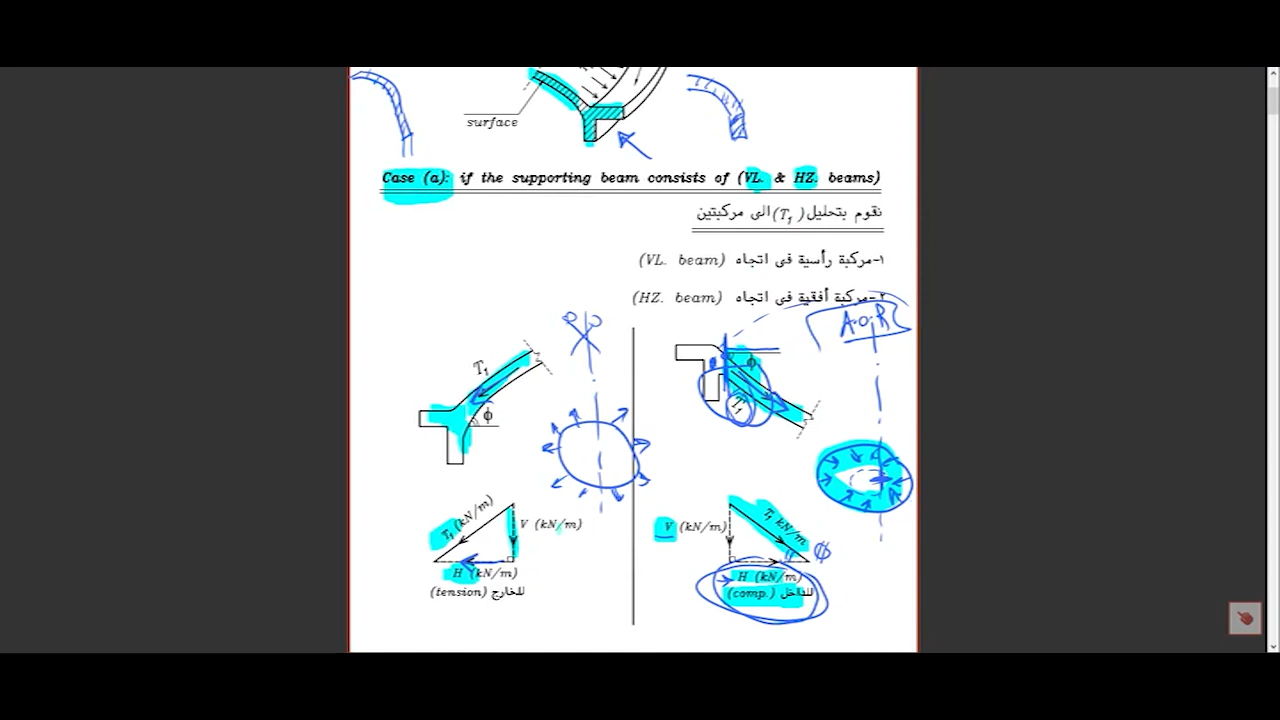 surface
Case (a): if the supporting beam consists of (VL. & HZ. beams)
نقوم بتحليل (T₁) الى مركبتين
١-مركبة رأسية فى اتجاه (VL. beam)
٢-مركبة أفقية فى اتجاه (HZ. beam)
A.O.R
T₁
ϕ
ϕ
T₁
T₁ (kN/m)
V (kN/m)
H (kN/m)
(tension) للخارج
V (kN/m)
T₁ kN/m
ϕ
H (kN/m)
(comp.) للداخل